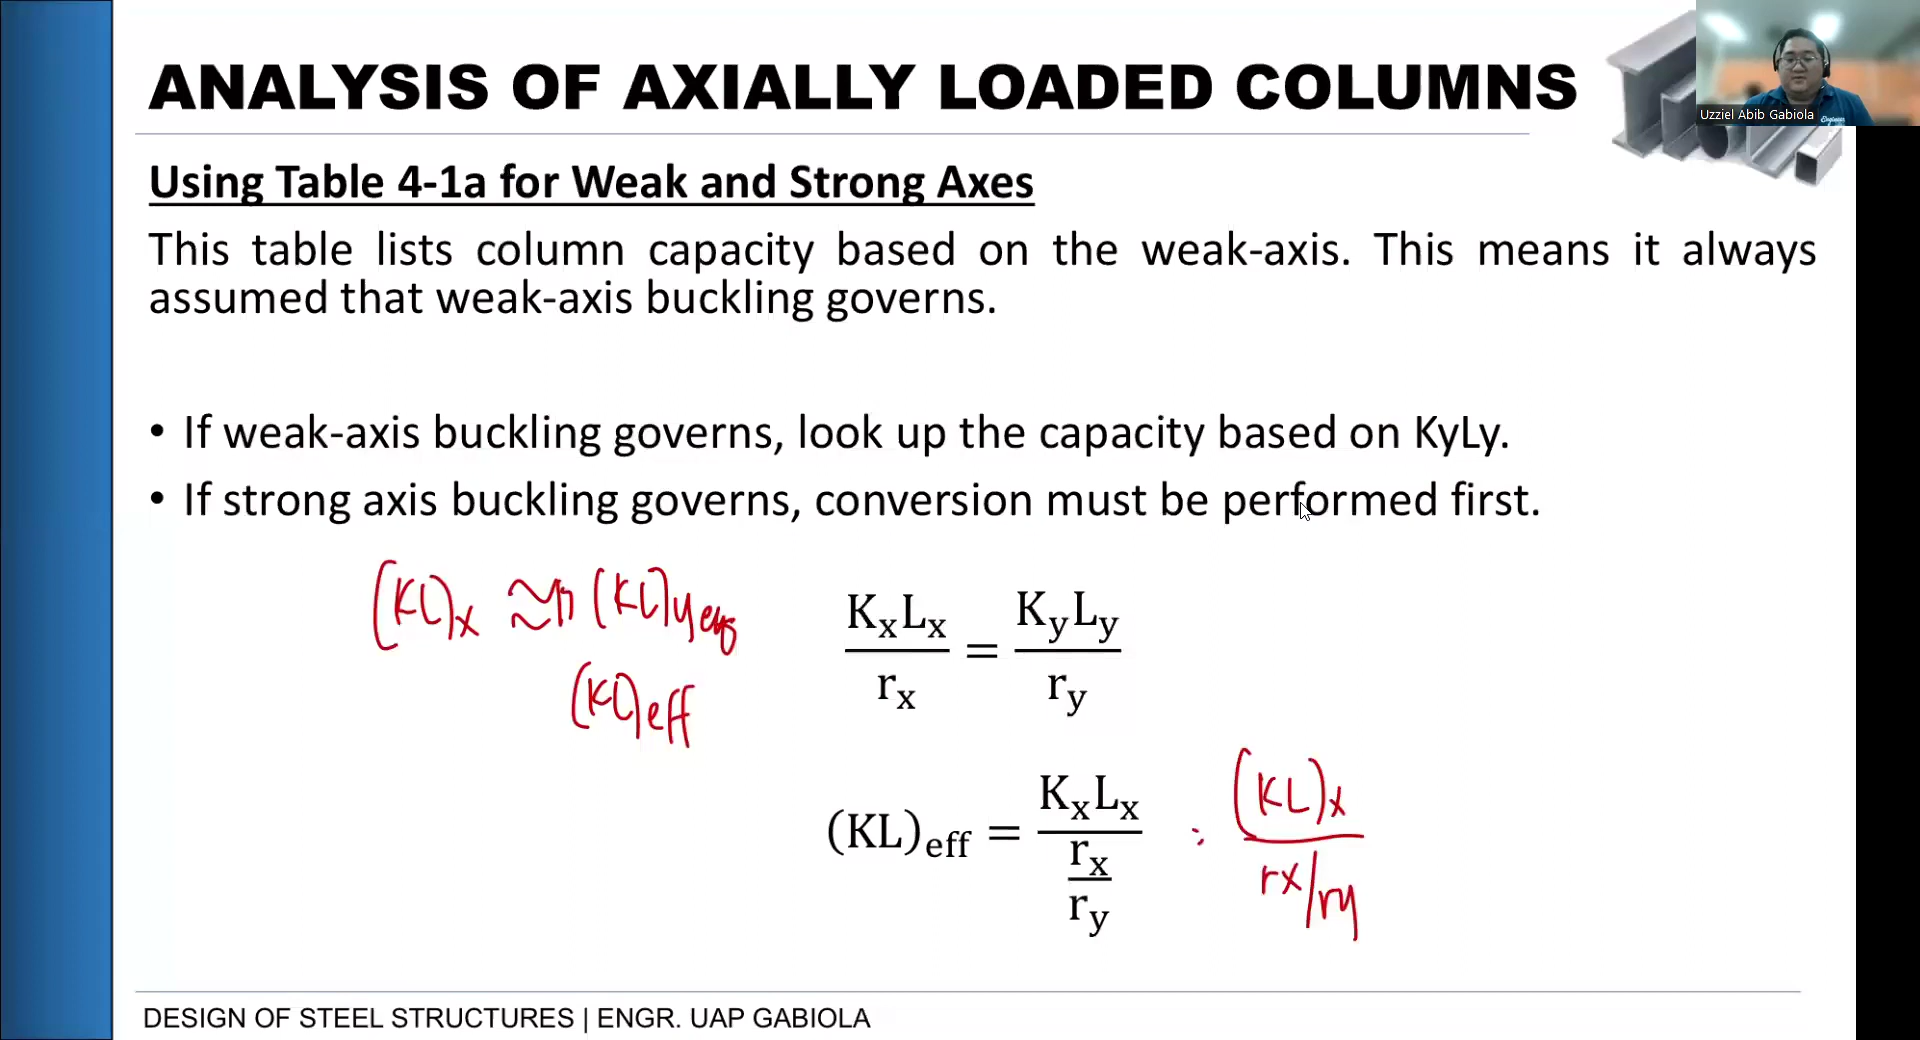 ANALYSIS OF AXIALLY LOADED COLUMNS
Uzziel Abib Gabiola
Engineer
Using Table 4-1a for Weak and Strong Axes
This table lists column capacity based on the weak-axis. This means it always
assumed that weak-axis buckling governs.
• If weak-axis buckling governs, look up the capacity based on KyLy.
• If strong axis buckling governs, conversion must be performed first.
(KL)x ≈ (KL)y
(KL)eff
KxLx / rx = KyLy / ry
(KL)eff = KxLx / (rx / ry) = (KL)x / rx/ry
DESIGN OF STEEL STRUCTURES | ENGR. UAP GABIOLA